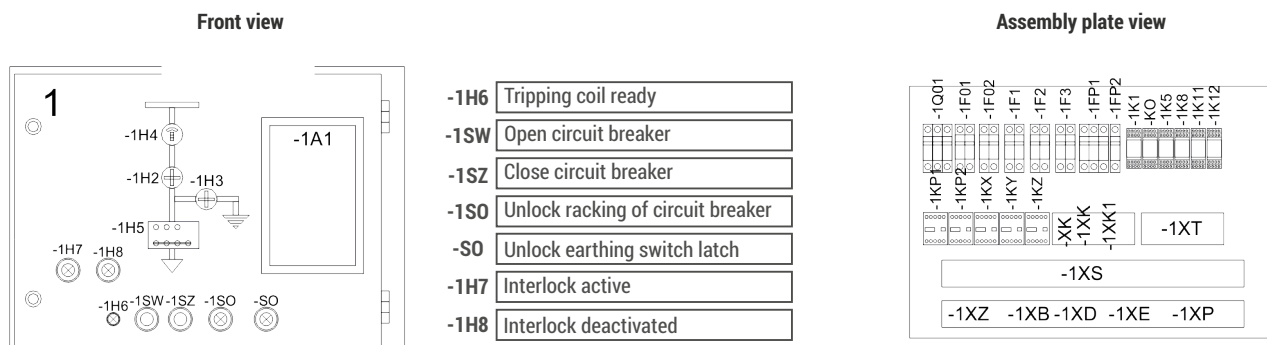 Front view
Assembly plate view
1
-1H4
-1H2
-1H3
-1H5
-1H7
-1H8
-1H6
-1SW
-1SZ
-1SO
-SO
-1A1
-1H6 Tripping coil ready
-1SW Open circuit breaker
-1SZ Close circuit breaker
-1S0 Unlock racking of circuit breaker
-SO Unlock earthing switch latch
-1H7 Interlock active
-1H8 Interlock deactivated
-1Q01
-1F01
-1F02
-1F1
-1F2
-1F3
-1FP1
-1FP2
-1K1
-KO
-1K5
-1K8
-1K11
-1K12
-1KP1
-1KP2
-1KX
-1KY
-1KZ
-XK
-1XK
-1XK1
-1XT
-1XS
-1XZ -1XB -1XD -1XE -1XP